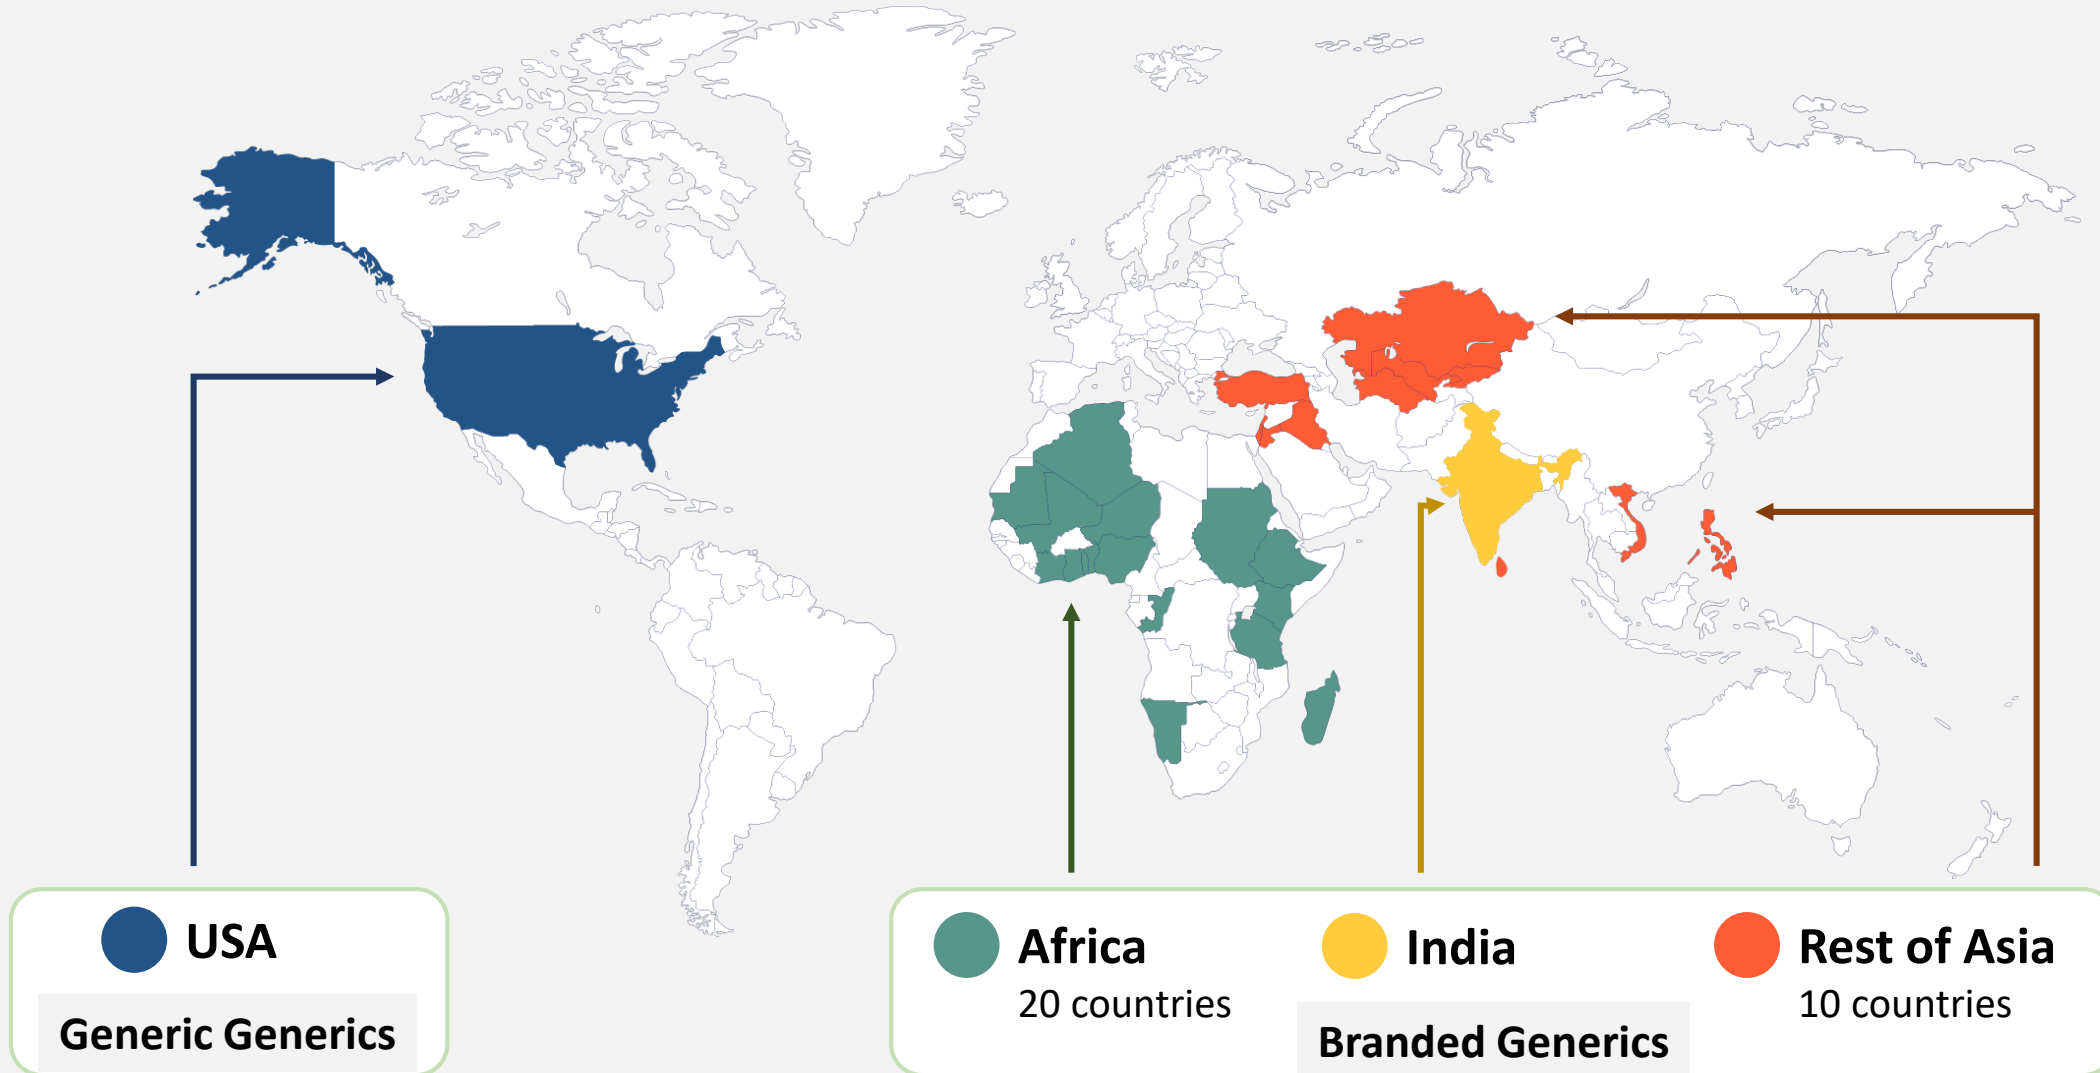 USA
Generic Generics
Africa
20 countries
India
Branded Generics
Rest of Asia
10 countries